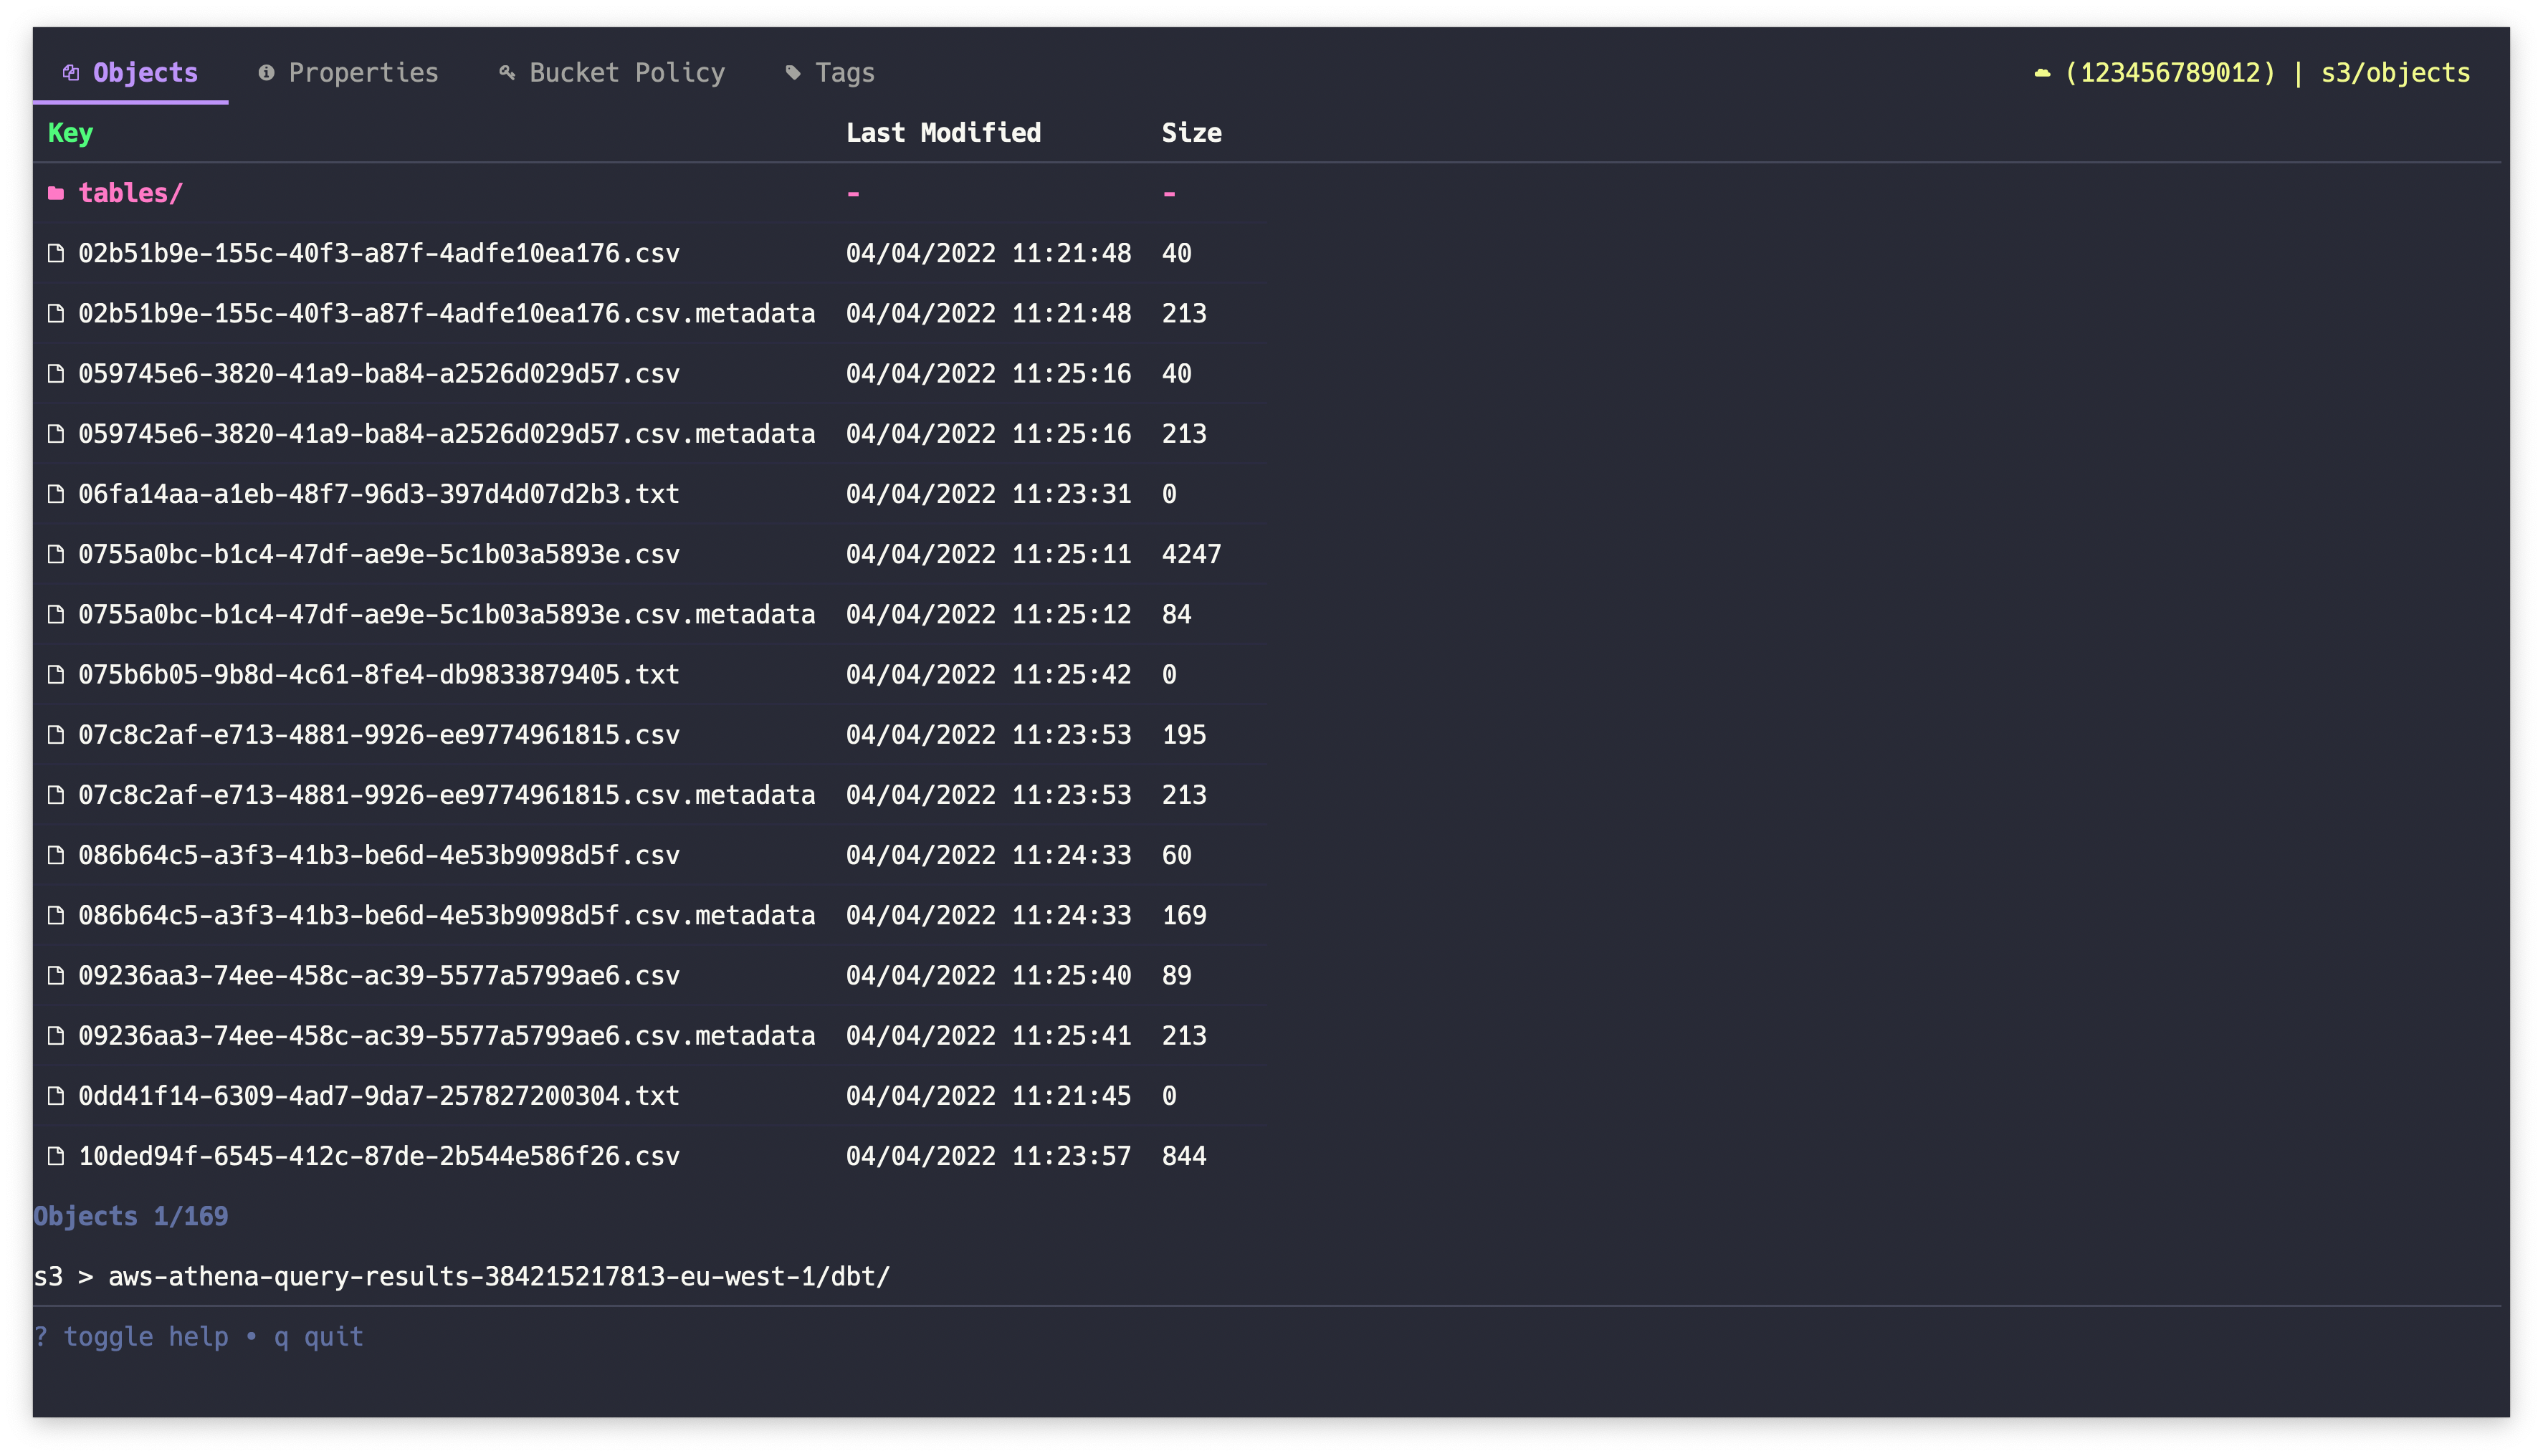 Objects Properties Bucket Policy Tags (123456789012) | s3/objects
Key Last Modified Size
tables/ - -
02b51b9e-155c-40f3-a87f-4adfe10ea176.csv 04/04/2022 11:21:48 40
02b51b9e-155c-40f3-a87f-4adfe10ea176.csv.metadata 04/04/2022 11:21:48 213
059745e6-3820-41a9-ba84-a2526d029d57.csv 04/04/2022 11:25:16 40
059745e6-3820-41a9-ba84-a2526d029d57.csv.metadata 04/04/2022 11:25:16 213
06fa14aa-a1eb-48f7-96d3-397d4d07d2b3.txt 04/04/2022 11:23:31 0
0755a0bc-b1c4-47df-ae9e-5c1b03a5893e.csv 04/04/2022 11:25:11 4247
0755a0bc-b1c4-47df-ae9e-5c1b03a5893e.csv.metadata 04/04/2022 11:25:12 84
075b6b05-9b8d-4c61-8fe4-db9833879405.txt 04/04/2022 11:25:42 0
07c8c2af-e713-4881-9926-ee9774961815.csv 04/04/2022 11:23:53 195
07c8c2af-e713-4881-9926-ee9774961815.csv.metadata 04/04/2022 11:23:53 213
086b64c5-a3f3-41b3-be6d-4e53b9098d5f.csv 04/04/2022 11:24:33 60
086b64c5-a3f3-41b3-be6d-4e53b9098d5f.csv.metadata 04/04/2022 11:24:33 169
09236aa3-74ee-458c-ac39-5577a5799ae6.csv 04/04/2022 11:25:40 89
09236aa3-74ee-458c-ac39-5577a5799ae6.csv.metadata 04/04/2022 11:25:41 213
0dd41f14-6309-4ad7-9da7-257827200304.txt 04/04/2022 11:21:45 0
10ded94f-6545-412c-87de-2b544e586f26.csv 04/04/2022 11:23:57 844
Objects 1/169
s3 > aws-athena-query-results-384215217813-eu-west-1/dbt/
? toggle help • q quit